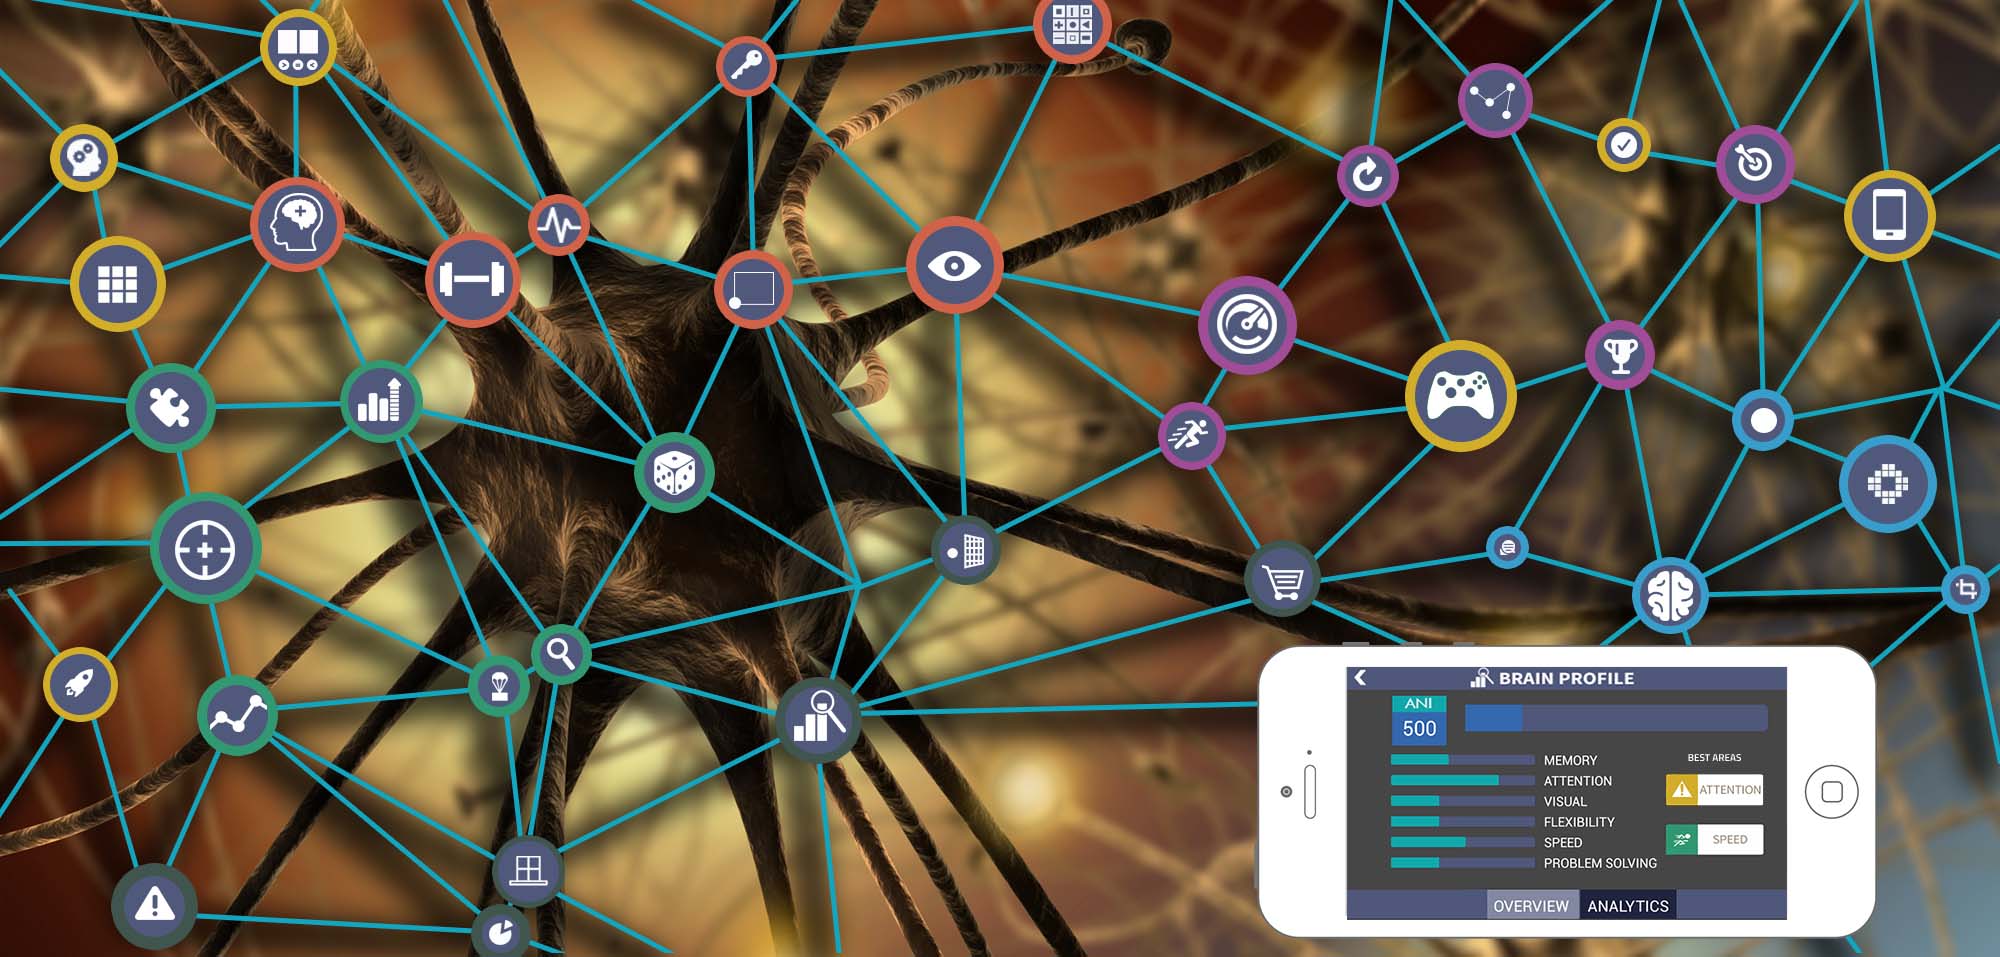 BRAIN PROFILE
ANI
500
MEMORY
ATTENTION
VISUAL
FLEXIBILITY
SPEED
PROBLEM SOLVING
BEST AREAS
ATTENTION
SPEED
OVERVIEW
ANALYTICS